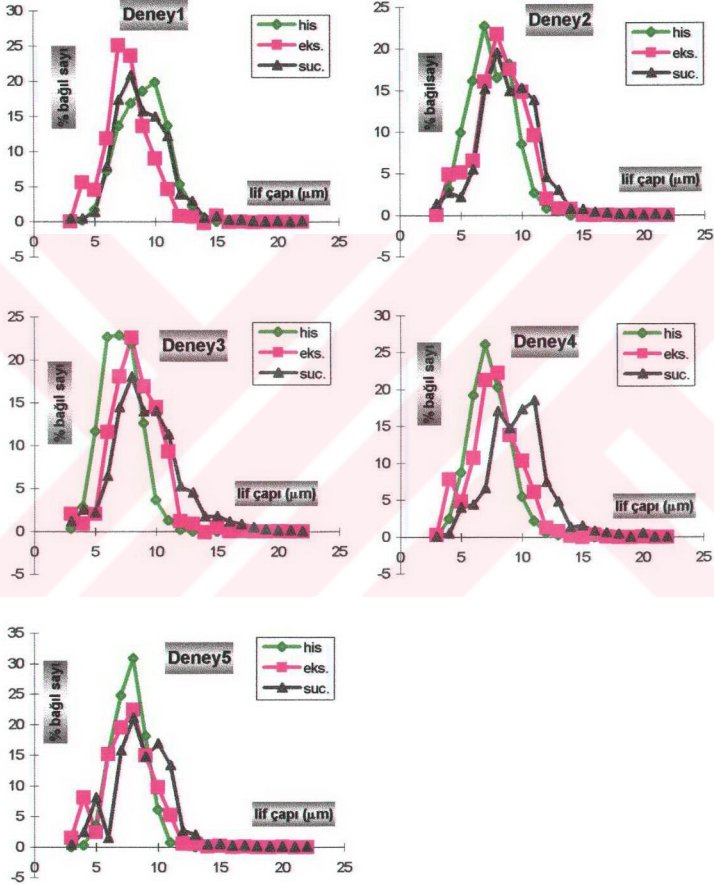 Deney1
his
eks.
suc.
% bağıl sayı
lif çapı (µm)
30
25
20
15
10
5
0
-5
0
5
10
15
20
25
Deney2
his
eks.
suc.
% bağılsayı
lif çapı (µm)
25
20
15
10
5
0
-5
0
5
10
15
20
25
Deney3
his
eks.
suc.
% bağıl sayı
lif çapı (µm)
25
20
15
10
5
0
-5
0
5
10
15
20
25
Deney4
his
eks.
suc.
% bağıl sayı
lif çapı (µm)
30
25
20
15
10
5
0
-5
0
5
10
15
20
25
Deney5
his
eks.
suc.
% bağıl sayı
lif çapı (µm)
35
30
25
20
15
10
5
0
-5
0
5
10
15
20
25